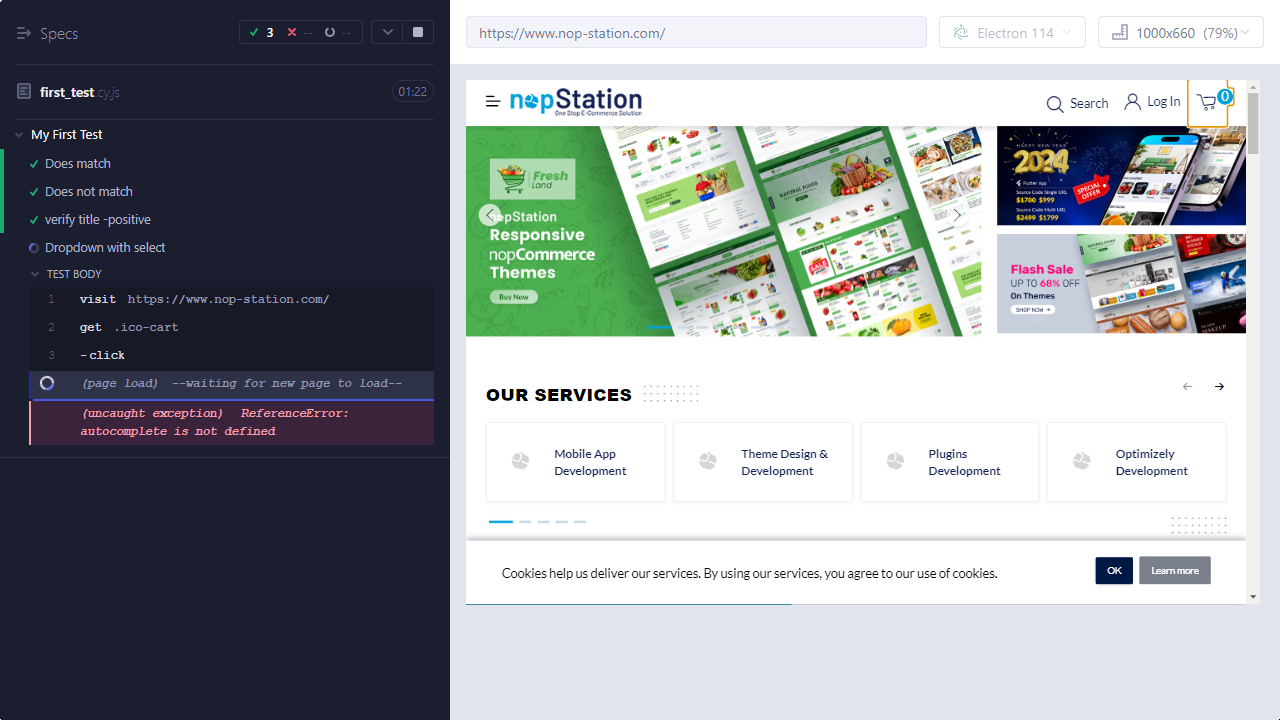 Specs
3
--
--
first_test.cy.js
01:22
My First Test
Does match
Does not match
verify title -positive
Dropdown with select
TEST BODY
1 visit https://www.nop-station.com/
2 get .ico-cart
3 -click
(page load) --waiting for new page to load--
(uncaught exception) ReferenceError:
autocomplete is not defined
https://www.nop-station.com/
Electron 114
1000x660 (79%)
nopStation
One Stop E-Commerce Solution
Search
Log In
0
Fresh
Land
nopStation
Responsive
nopCommerce
Themes
Buy Now
NATURAL FOODS
SALE
HAPPY NEW YEAR
2024
Flutter App
Source Code Single URL
$1700 $999
Source Code Multi URL
$2499 $1799
SPECIAL
OFFER
Flash Sale
UP TO 68% OFF
On Themes
SHOP NOW
OUR SERVICES
Mobile App
Development
Theme Design &
Development
Plugins
Development
Optimizely
Development
Cookies help us deliver our services. By using our services, you agree to our use of cookies.
OK
Learn more